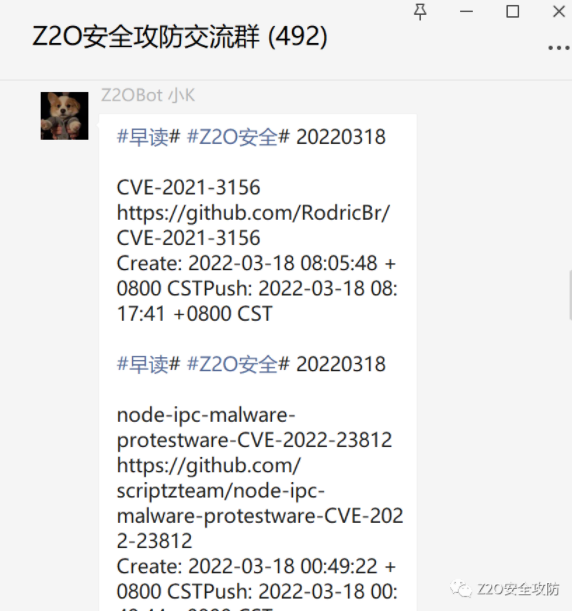 Z2O安全攻防交流群 (492)
Z2OBot 小K
#早读# #Z2O安全# 20220318
CVE-2021-3156
https://github.com/RodricBr/
CVE-2021-3156
Create: 2022-03-18 08:05:48 +
0800 CSTPush: 2022-03-18 08:
17:41 +0800 CST
#早读# #Z2O安全# 20220318
node-ipc-malware-
protestware-CVE-2022-23812
https://github.com/
scriptzteam/node-ipc-
malware-protestware-CVE-202
2-23812
Create: 2022-03-18 00:49:22 +
0800 CSTPush: 2022-03-18 00:
Z2O安全攻防